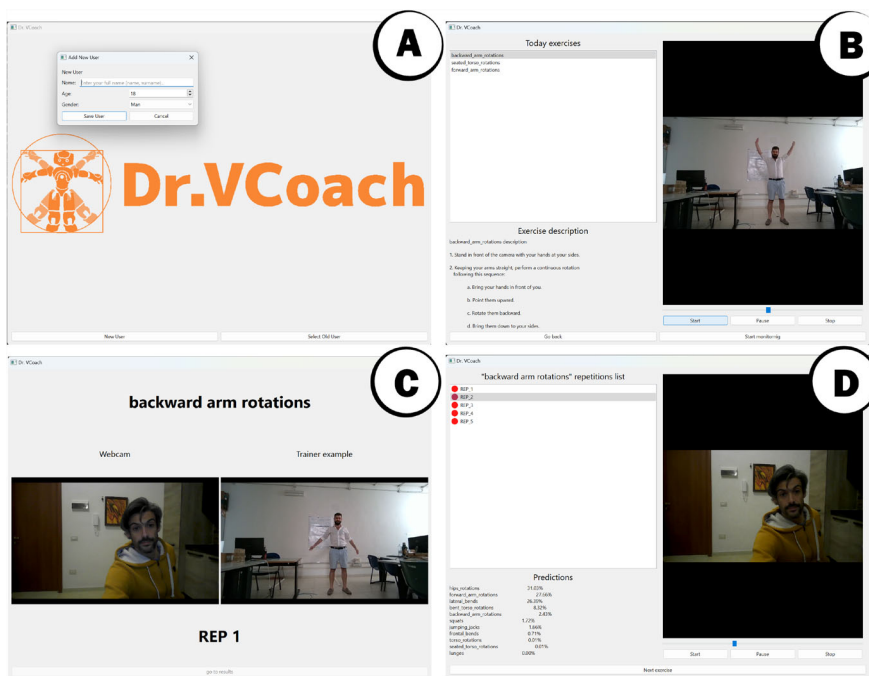 Dr. VCoach
A
Add New User
New User
Name: Enter your full name (name, surname)...
Age: 18
Gender: Man
Save User Cancel
Dr.VCoach
New User Select Old User
Dr. VCoach
B
Today exercises
backward_arm_rotations
seated_torso_rotations
forward_arm_rotations
Exercise description
backward_arm_rotations description
1. Stand in front of the camera with your hands at your sides.
2. Keeping your arms straight, perform a continuous rotation
following this sequence:
a. Bring your hands in front of you.
b. Point them upward.
c. Rotate them backward.
d. Bring them down to your sides.
Start Pause Stop
Go back Start monitoring
Dr. VCoach
C
backward arm rotations
Webcam Trainer example
REP 1
go to results
Dr. VCoach
D
"backward arm rotations" repetitions list
REP_1
REP_2
REP_3
REP_4
REP_5
Predictions
hips_rotations 31.03%
forward_arm_rotations 27.66%
lateral_bends 26.35%
bent_torso_rotations 8.32%
backward_arm_rotations 2.43%
squats 1.72%
jumping_jacks 1.66%
frontal_bends 0.71%
torso_rotations 0.01%
seated_torso_rotations 0.01%
lunges 0.00%
Start Pause Stop
Next exercise